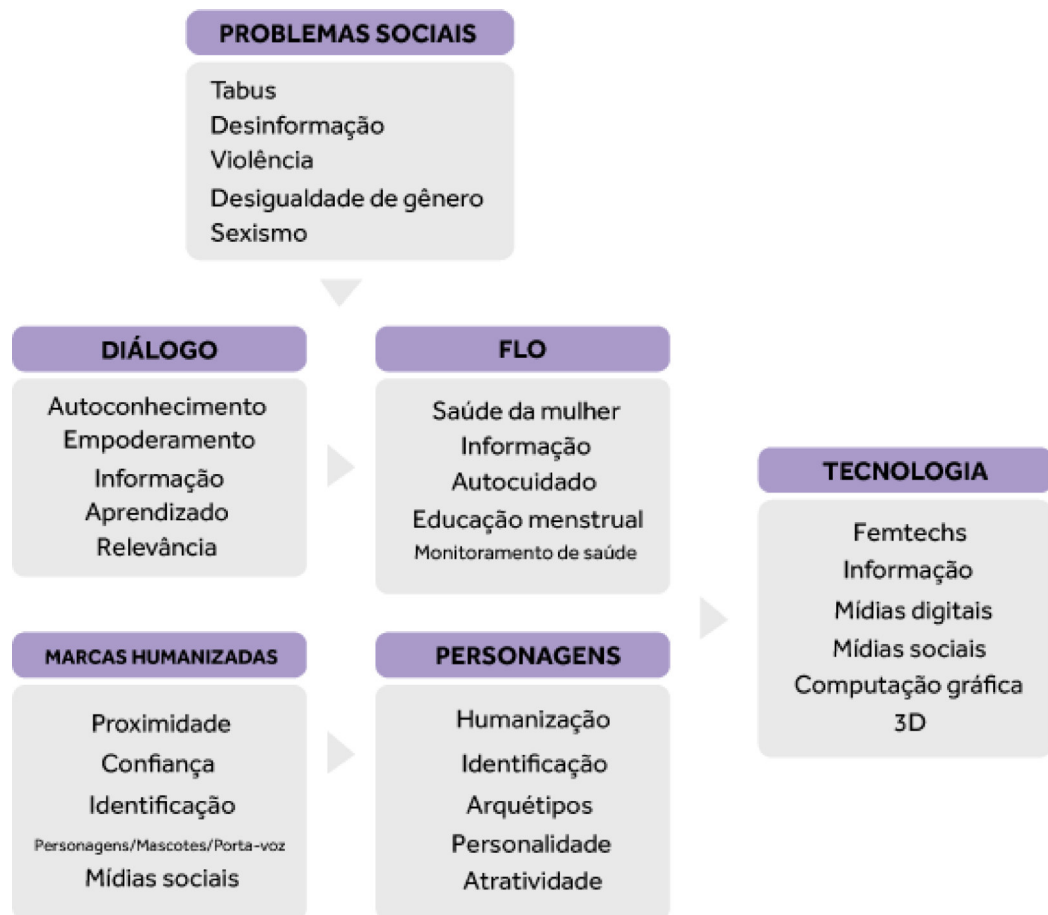 PROBLEMAS SOCIAIS
Tabus
Desinformação
Violência
Desigualdade de gênero
Sexismo
DIÁLOGO
Autoconhecimento
Empoderamento
Informação
Aprendizado
Relevância
FLO
Saúde da mulher
Informação
Autocuidado
Educação menstrual
Monitoramento de saúde
MARCAS HUMANIZADAS
Proximidade
Confiança
Identificação
Personagens/Mascotes/Porta-voz
Mídias sociais
PERSONAGENS
Humanização
Identificação
Arquétipos
Personalidade
Atratividade
TECNOLOGIA
Femtechs
Informação
Mídias digitais
Mídias sociais
Computação gráfica
3D